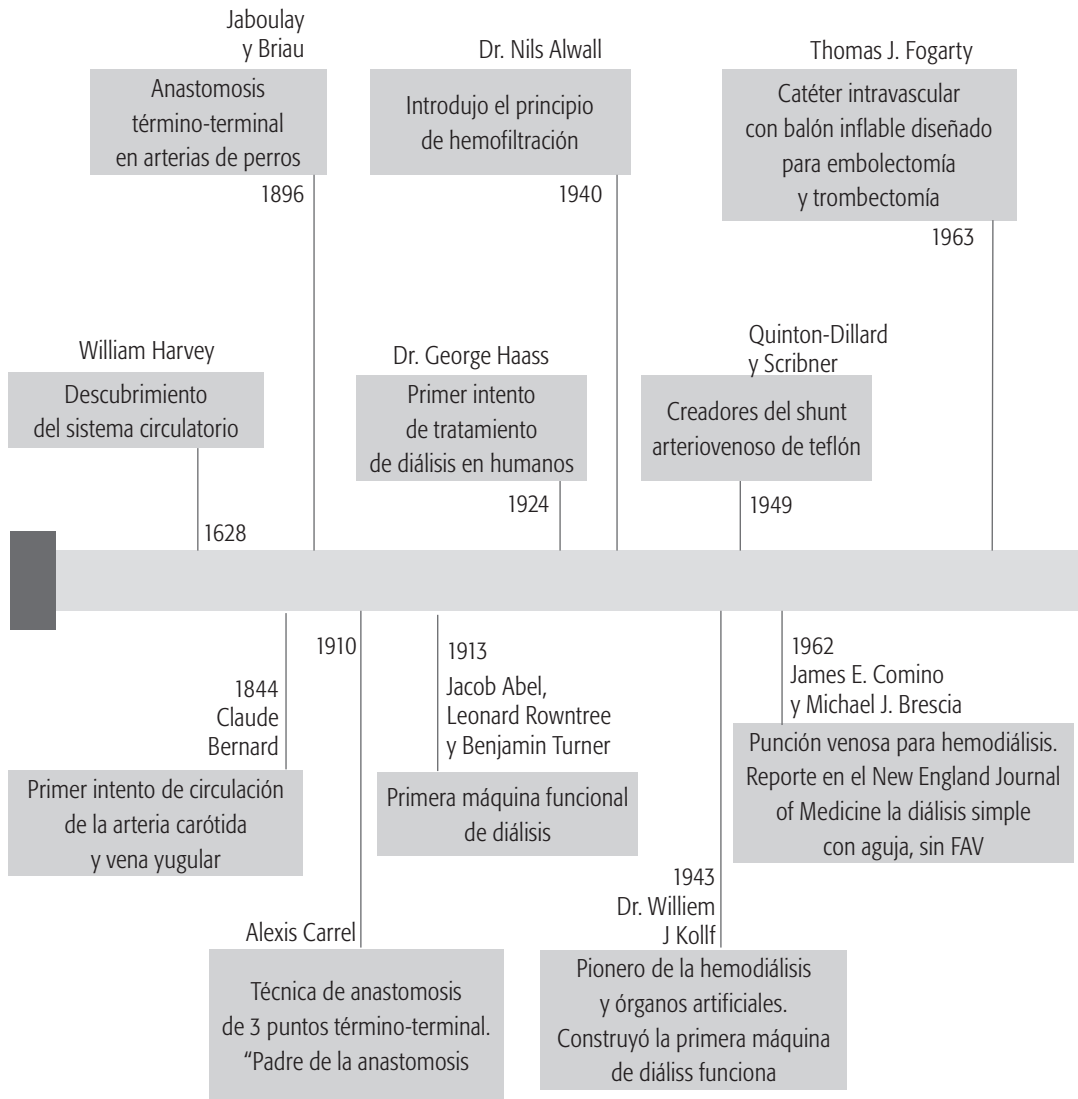 Jaboulay
y Briau
Anastomosis
término-terminal
en arterias de perros
1896
Dr. Nils Alwall
Introdujo el principio
de hemofiltración
1940
Thomas J. Fogarty
Catéter intravascular
con balón inflable diseñado
para embolectomía
y trombectomía
1963
William Harvey
Descubrimiento
del sistema circulatorio
1628
Dr. George Haass
Primer intento
de tratamiento
de diálisis en humanos
1924
Quinton-Dillard
y Scribner
Creadores del shunt
arteriovenoso de teflón
1949
1844
Claude
Bernard
Primer intento de circulación
de la arteria carótida
y vena yugular
1910
Alexis Carrel
Técnica de anastomosis
de 3 puntos término-terminal.
“Padre de la anastomosis
1913
Jacob Abel,
Leonard Rowntree
y Benjamin Turner
Primera máquina funcional
de diálisis
1943
Dr. Williem
J Kollf
Pionero de la hemodiálisis
y órganos artificiales.
Construyó la primera máquina
de diáliss funciona
1962
James E. Comino
y Michael J. Brescia
Punción venosa para hemodiálisis.
Reporte en el New England Journal
of Medicine la diálisis simple
con aguja, sin FAV